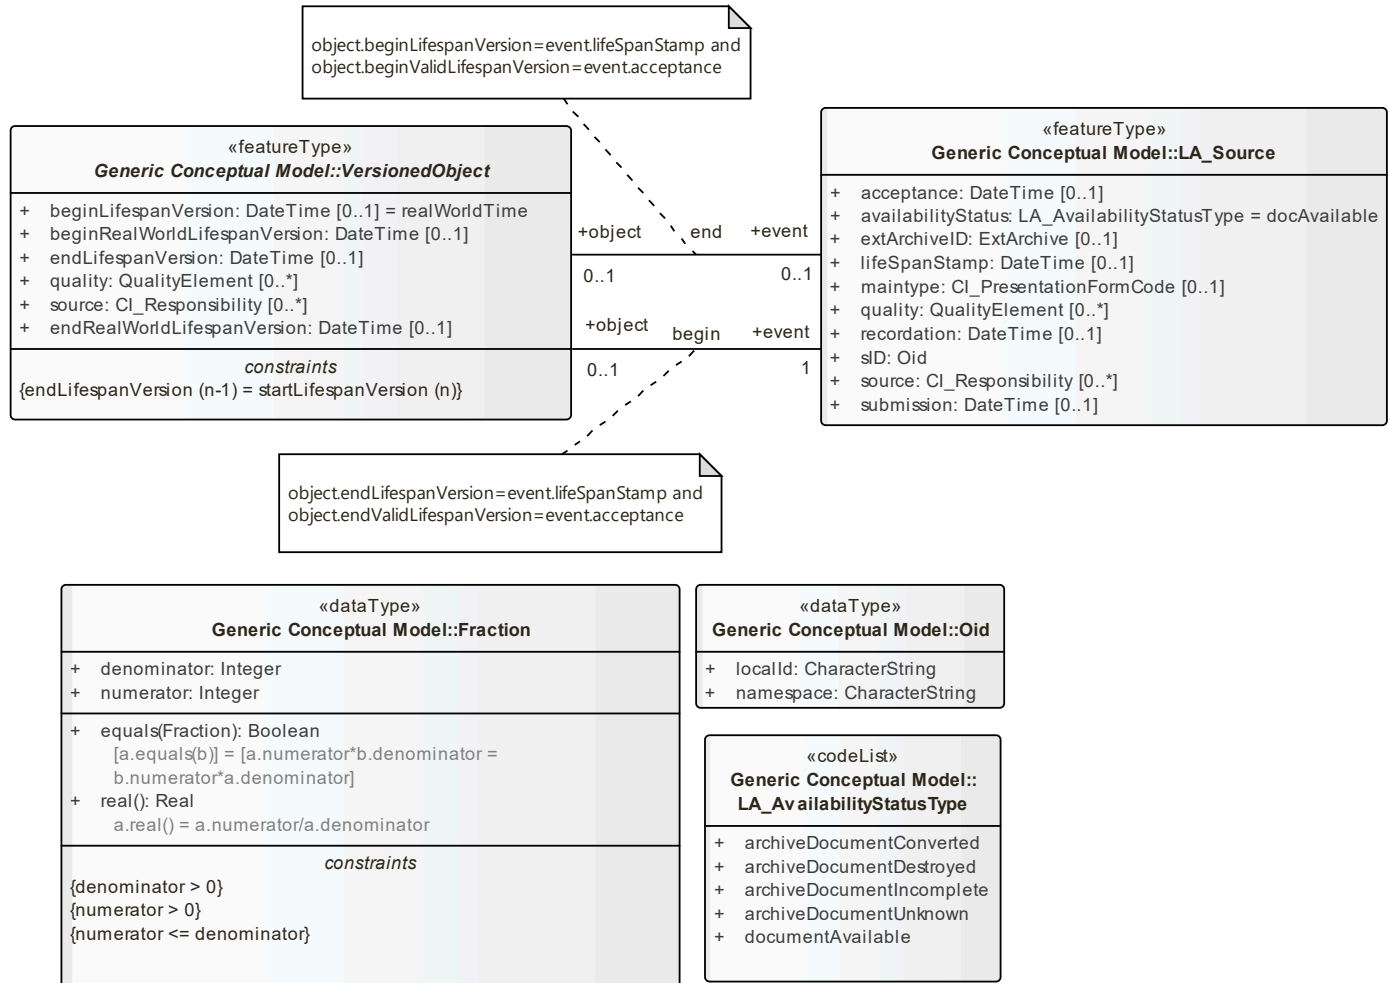 object.beginLifespanVersion=event.lifeSpanStamp and
object.beginValidLifespanVersion=event.acceptance
«featureType»
Generic Conceptual Model::VersionedObject
+ beginLifespanVersion: DateTime [0..1] = realWorldTime
+ beginRealWorldLifespanVersion: DateTime [0..1]
+ endLifespanVersion: DateTime [0..1]
+ quality: QualityElement [0..*]
+ source: CI_Responsibility [0..*]
+ endRealWorldLifespanVersion: DateTime [0..1]
constraints
{endLifespanVersion (n-1) = startLifespanVersion (n)}
+object end +event
0..1 0..1
+object begin +event
0..1 1
«featureType»
Generic Conceptual Model::LA_Source
+ acceptance: DateTime [0..1]
+ availabilityStatus: LA_AvailabilityStatusType = docAvailable
+ extArchiveID: ExtArchive [0..1]
+ lifeSpanStamp: DateTime [0..1]
+ maintype: CI_PresentationFormCode [0..1]
+ quality: QualityElement [0..*]
+ recordation: DateTime [0..1]
+ sID: Oid
+ source: CI_Responsibility [0..*]
+ submission: DateTime [0..1]
object.endLifespanVersion=event.lifeSpanStamp and
object.endValidLifespanVersion=event.acceptance
«dataType»
Generic Conceptual Model::Fraction
+ denominator: Integer
+ numerator: Integer
+ equals(Fraction): Boolean
[a.equals(b)] = [a.numerator*b.denominator =
b.numerator*a.denominator]
+ real(): Real
a.real() = a.numerator/a.denominator
constraints
{denominator > 0}
{numerator > 0}
{numerator <= denominator}
«dataType»
Generic Conceptual Model::Oid
+ localId: CharacterString
+ namespace: CharacterString
«codeList»
Generic Conceptual Model::
LA_AvailabilityStatusType
+ archiveDocumentConverted
+ archiveDocumentDestroyed
+ archiveDocumentIncomplete
+ archiveDocumentUnknown
+ documentAvailable